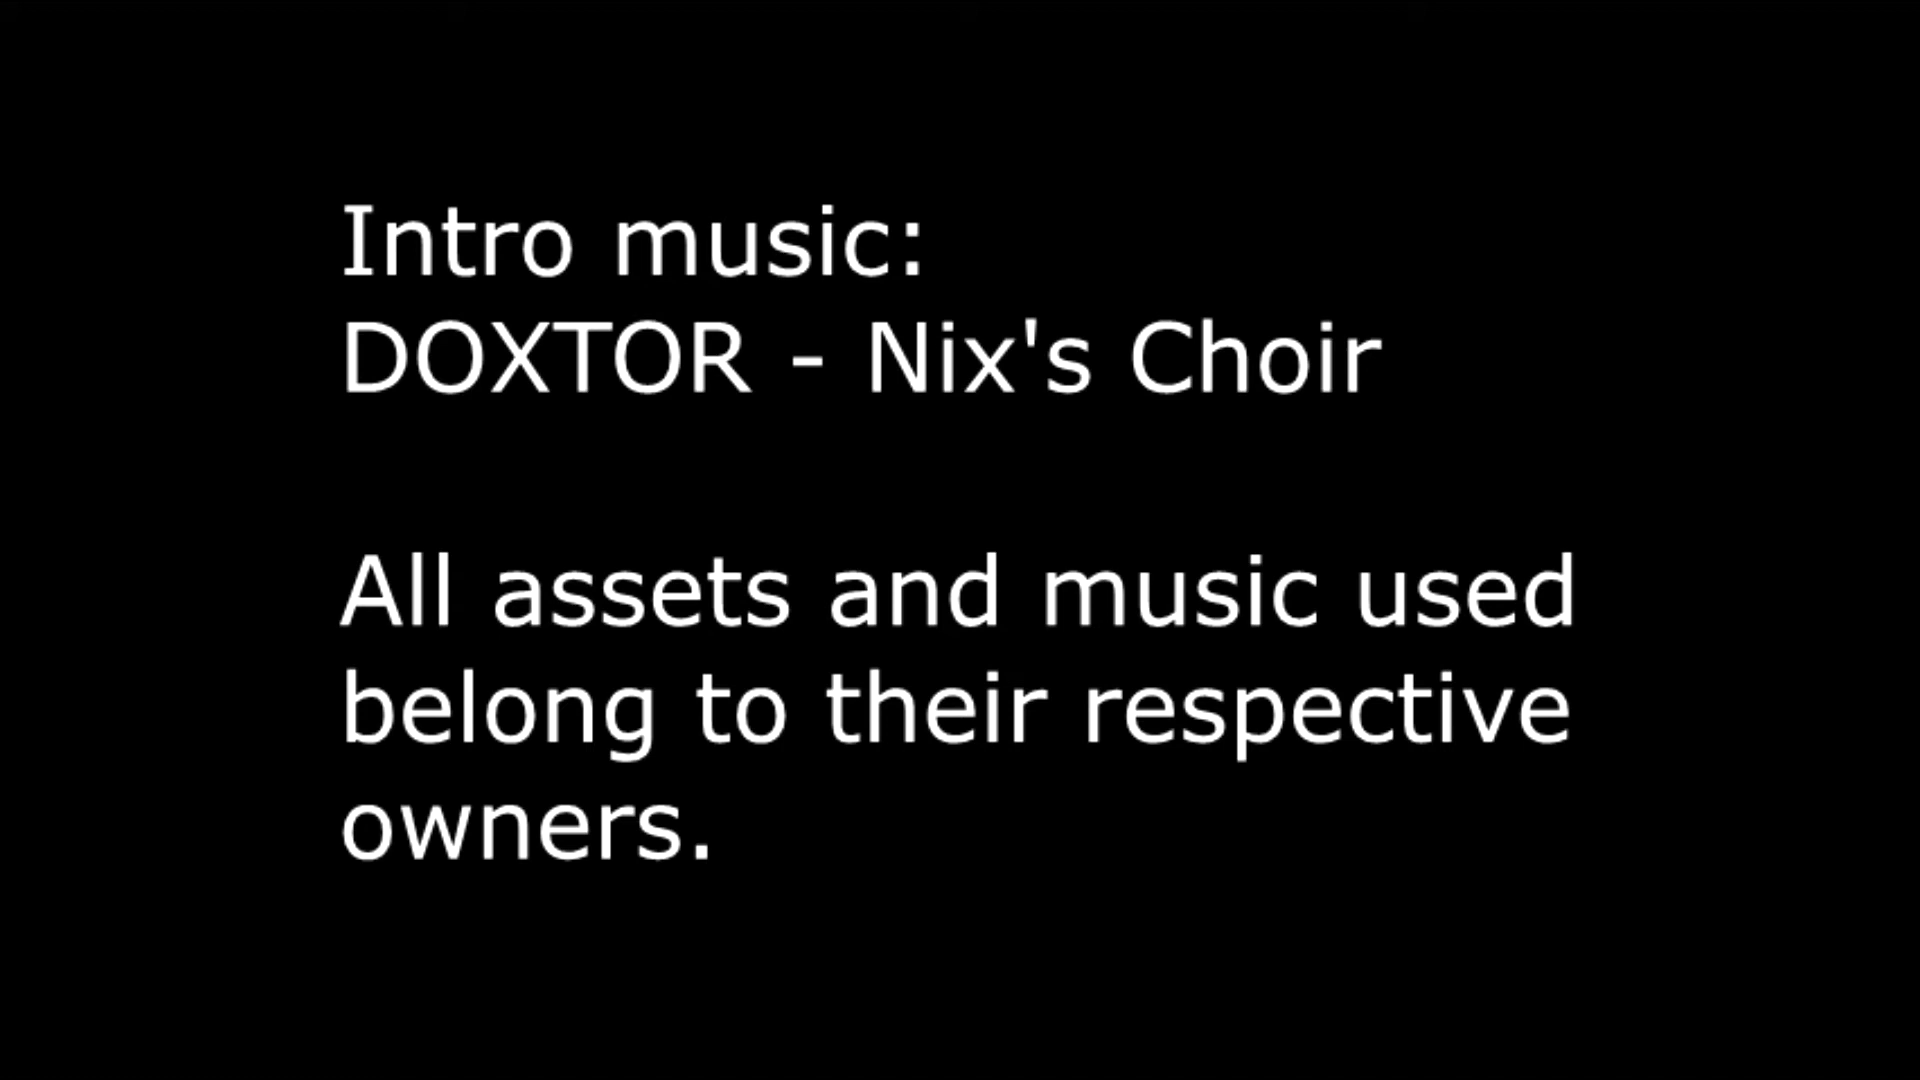 Intro music:
DOXTOR - Nix's Choir
All assets and music used
belong to their respective
owners.